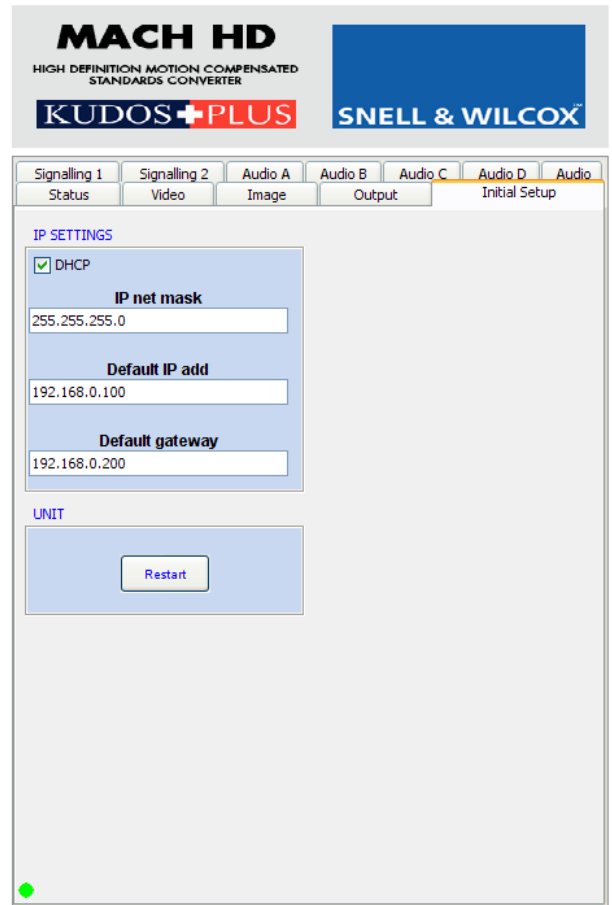 MACH HD
HIGH DEFINITION MOTION COMPENSATED
STANDARDS CONVERTER
KUDOS PLUS
SNELL & WILCOX™
Signalling 1 Signalling 2 Audio A Audio B Audio C Audio D Audio
Status Video Image Output Initial Setup
IP SETTINGS
DHCP
IP net mask
255.255.255.0
Default IP add
192.168.0.100
Default gateway
192.168.0.200
UNIT
Restart